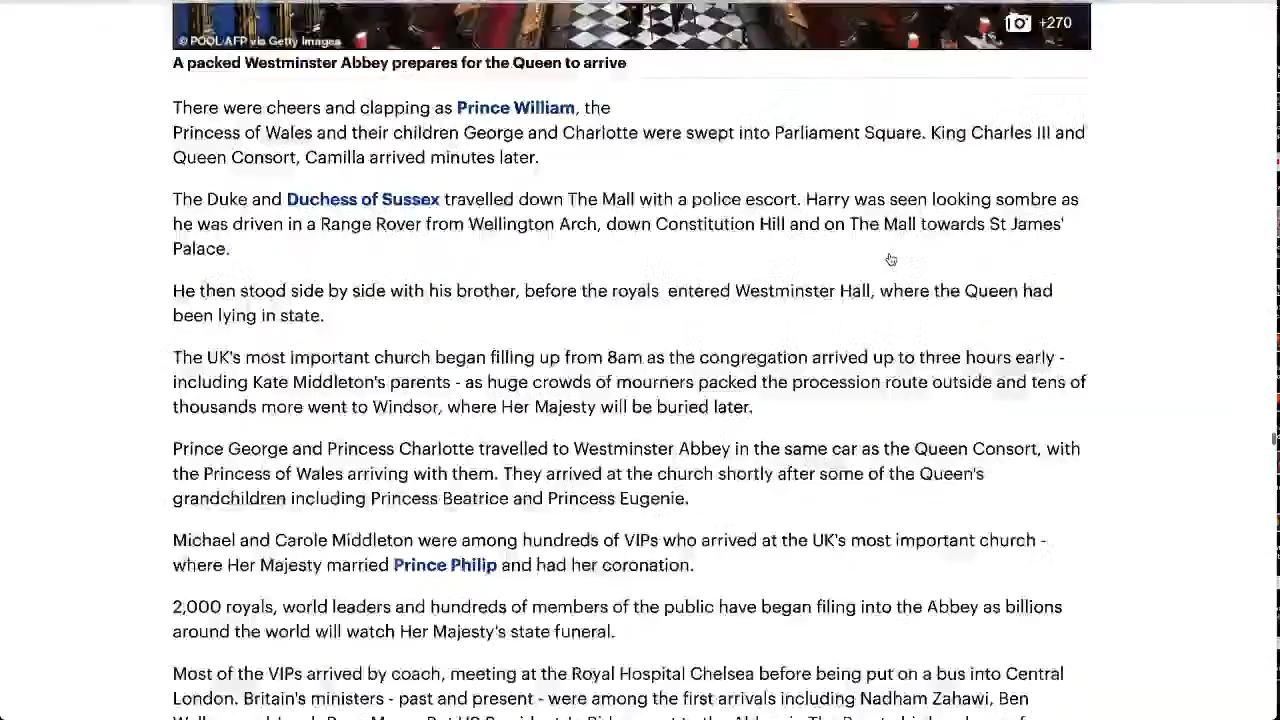 +270
© POOL/AFP via Getty Images
A packed Westminster Abbey prepares for the Queen to arrive
There were cheers and clapping as Prince William, the
Princess of Wales and their children George and Charlotte were swept into Parliament Square. King Charles III and
Queen Consort, Camilla arrived minutes later.
The Duke and Duchess of Sussex travelled down The Mall with a police escort. Harry was seen looking sombre as
he was driven in a Range Rover from Wellington Arch, down Constitution Hill and on The Mall towards St James'
Palace.
He then stood side by side with his brother, before the royals entered Westminster Hall, where the Queen had
been lying in state.
The UK's most important church began filling up from 8am as the congregation arrived up to three hours early -
including Kate Middleton's parents - as huge crowds of mourners packed the procession route outside and tens of
thousands more went to Windsor, where Her Majesty will be buried later.
Prince George and Princess Charlotte travelled to Westminster Abbey in the same car as the Queen Consort, with
the Princess of Wales arriving with them. They arrived at the church shortly after some of the Queen's
grandchildren including Princess Beatrice and Princess Eugenie.
Michael and Carole Middleton were among hundreds of VIPs who arrived at the UK's most important church -
where Her Majesty married Prince Philip and had her coronation.
2,000 royals, world leaders and hundreds of members of the public have began filing into the Abbey as billions
around the world will watch Her Majesty's state funeral.
Most of the VIPs arrived by coach, meeting at the Royal Hospital Chelsea before being put on a bus into Central
London. Britain's ministers - past and present - were among the first arrivals including Nadham Zahawi, Ben